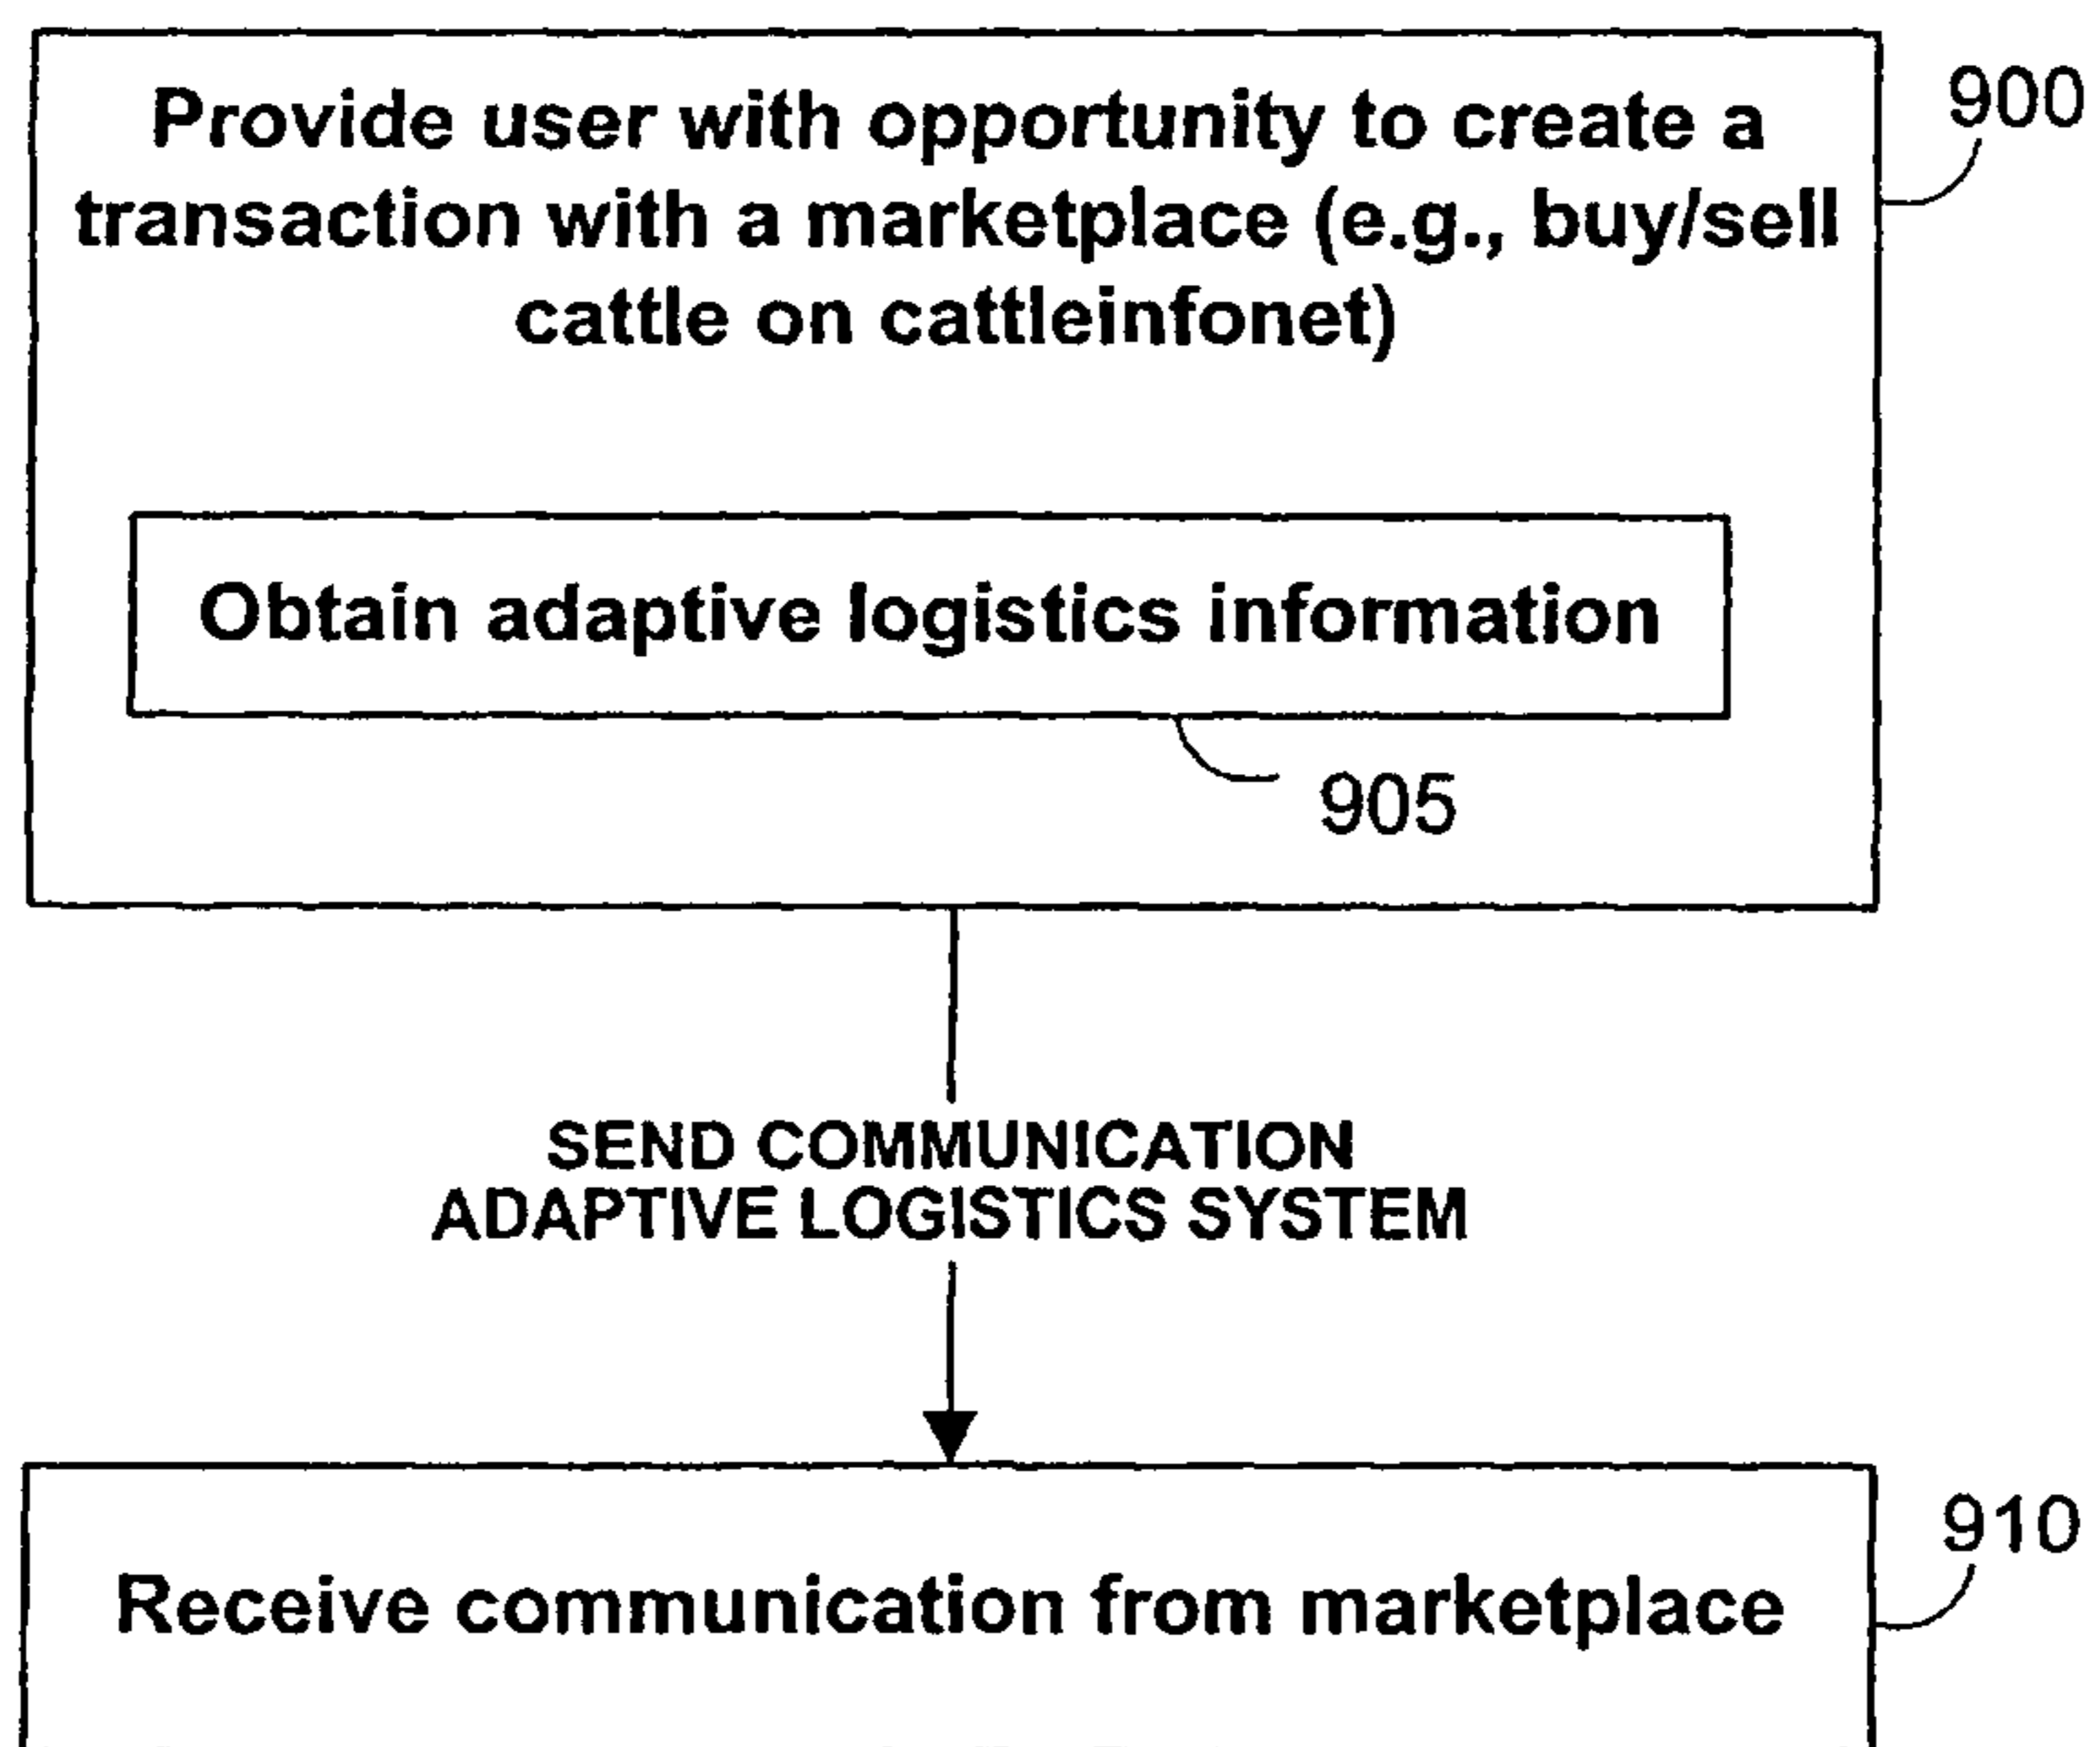 Provide user with opportunity to create a
transaction with a marketplace (e.g., buy/sell
cattle on cattleinfonet)
900
Obtain adaptive logistics information
905
SEND COMMUNICATION
ADAPTIVE LOGISTICS SYSTEM
910
Receive communication from marketplace